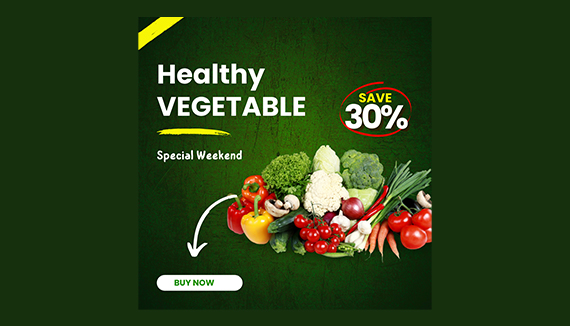 Healthy
VEGETABLE
SAVE
30%
Special Weekend
BUY NOW